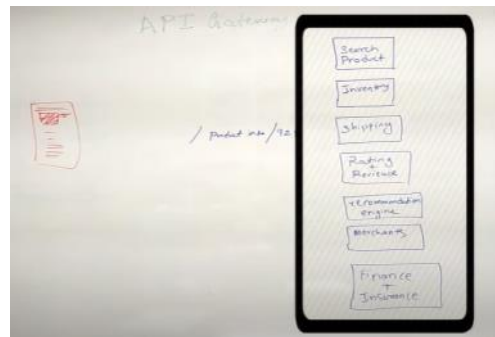 API Gateway
Search
Product
Inventory
Shipping
/ Product info /92
Rating
+
Reviews
recommendation
engine
Merchants
Finance
+
Insurance